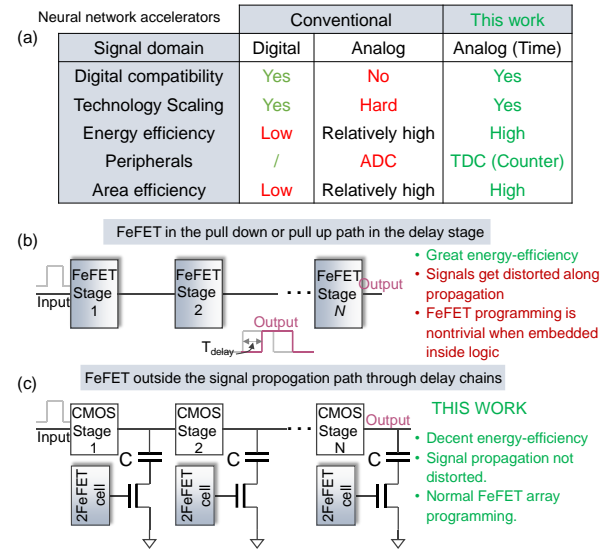 Neural network accelerators
Conventional
This work
(a)
Signal domain
Digital
Analog
Analog (Time)
Digital compatibility
Yes
No
Yes
Technology Scaling
Yes
Hard
Yes
Energy efficiency
Low
Relatively high
High
Peripherals
/
ADC
TDC (Counter)
Area efficiency
Low
Relatively high
High
FeFET in the pull down or pull up path in the delay stage
(b)
Input
FeFET
Stage
1
FeFET
Stage
2
...
FeFET
Stage
N
Output
Output
Tdelay
• Great energy-efficiency
• Signals get distorted along
propagation
• FeFET programming is
nontrivial when embedded
inside logic
(c)
FeFET outside the signal propogation path through delay chains
Input
CMOS
Stage
1
CMOS
Stage
2
...
CMOS
Stage
N
Output
C
C
C
2FeFET
cell
2FeFET
cell
2FeFET
cell
THIS WORK
• Decent energy-efficiency
• Signal propagation not
distorted.
• Normal FeFET array
programming.